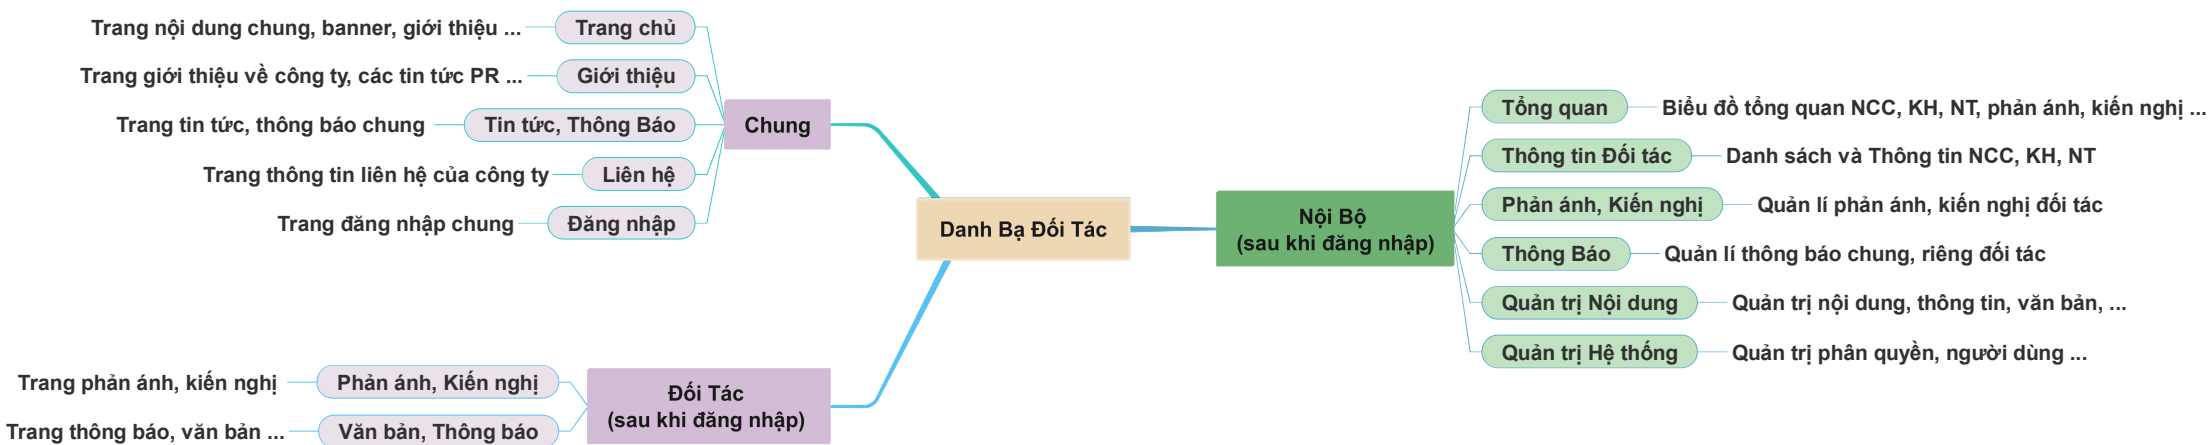 Trang nội dung chung, banner, giới thiệu ...
Trang chủ
Trang giới thiệu về công ty, các tin tức PR ...
Giới thiệu
Trang tin tức, thông báo chung
Tin tức, Thông Báo
Trang thông tin liên hệ của công ty
Liên hệ
Trang đăng nhập chung
Đăng nhập
Chung
Trang phản ánh, kiến nghị
Phản ánh, Kiến nghị
Trang thông báo, văn bản ...
Văn bản, Thông báo
Đối Tác
(sau khi đăng nhập)
Danh Bạ Đối Tác
Nội Bộ
(sau khi đăng nhập)
Tổng quan
Biểu đồ tổng quan NCC, KH, NT, phản ánh, kiến nghị ...
Thông tin Đối tác
Danh sách và Thông tin NCC, KH, NT
Phản ánh, Kiến nghị
Quản lí phản ánh, kiến nghị đối tác
Thông Báo
Quản lí thông báo chung, riêng đối tác
Quản trị Nội dung
Quản trị nội dung, thông tin, văn bản, ...
Quản trị Hệ thống
Quản trị phân quyền, người dùng ...